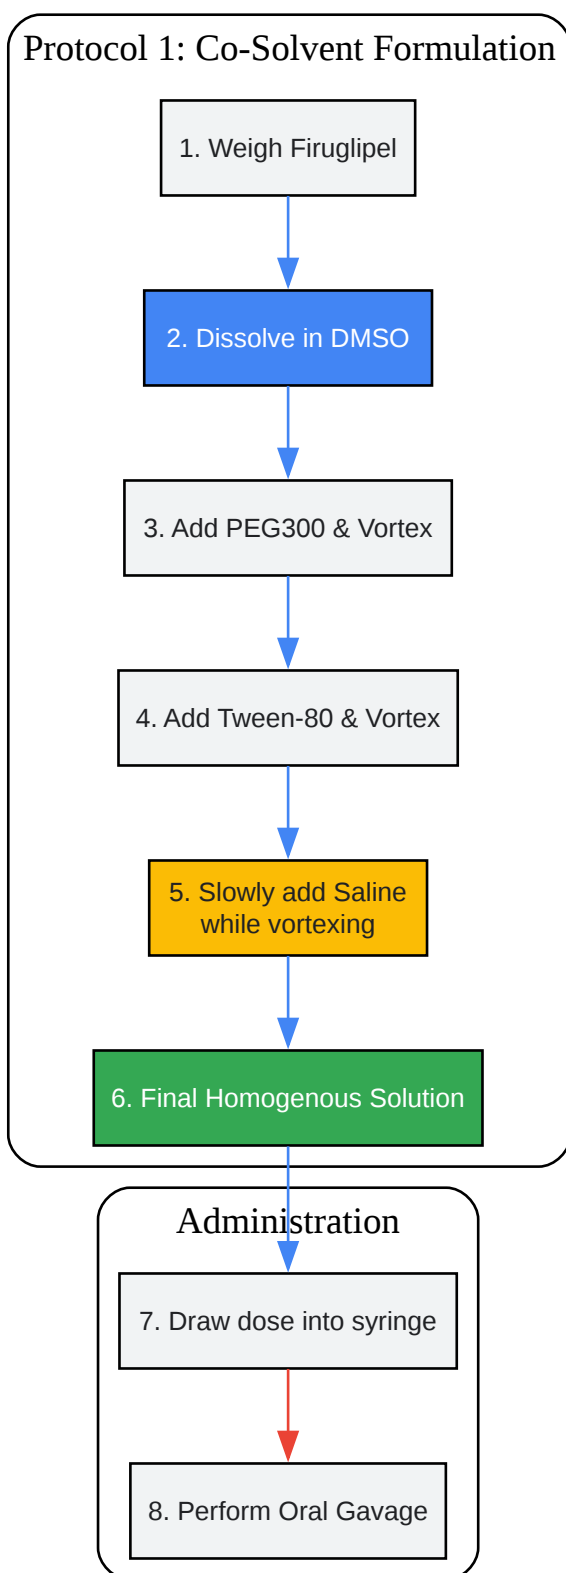 Protocol 1: Co-Solvent Formulation
1. Weigh Firuglipel
2. Dissolve in DMSO
3. Add PEG300 & Vortex
4. Add Tween-80 & Vortex
5. Slowly add Saline
while vortexing
6. Final Homogenous Solution
Administration
7. Draw dose into syringe
8. Perform Oral Gavage